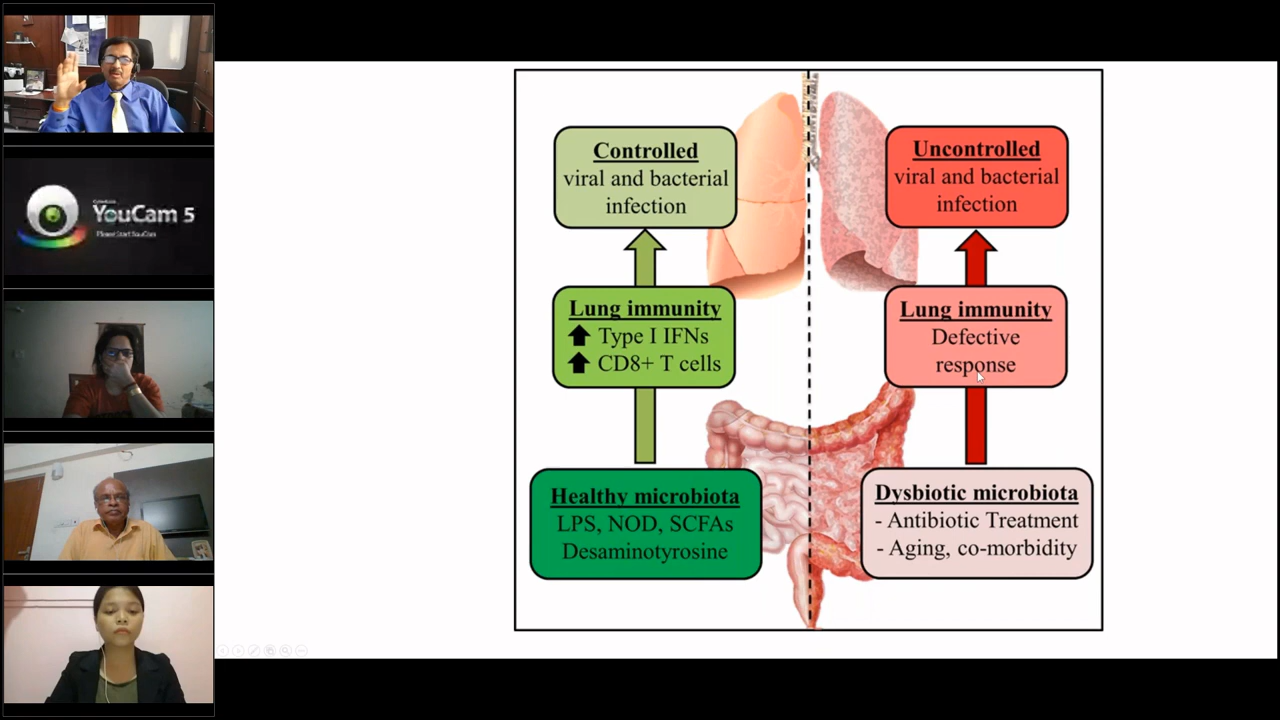 YouCam 5
Controlled
viral and bacterial
infection
Lung immunity
Type I IFNs
CD8+ T cells
Healthy microbiota
LPS, NOD, SCFAs
Desaminotyrosine
Uncontrolled
viral and bacterial
infection
Lung immunity
Defective
response
Dysbiotic microbiota
- Antibiotic Treatment
- Aging, co-morbidity